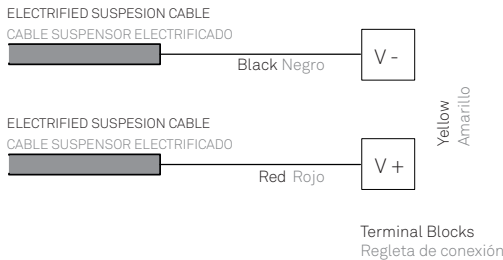 ELECTRIFIED SUSPESION CABLE
CABLE SUSPENSOR ELECTRIFICADO
Black Negro
V -
ELECTRIFIED SUSPESION CABLE
CABLE SUSPENSOR ELECTRIFICADO
Red Rojo
V +
Yellow
Amarillo
Terminal Blocks
Regleta de conexión